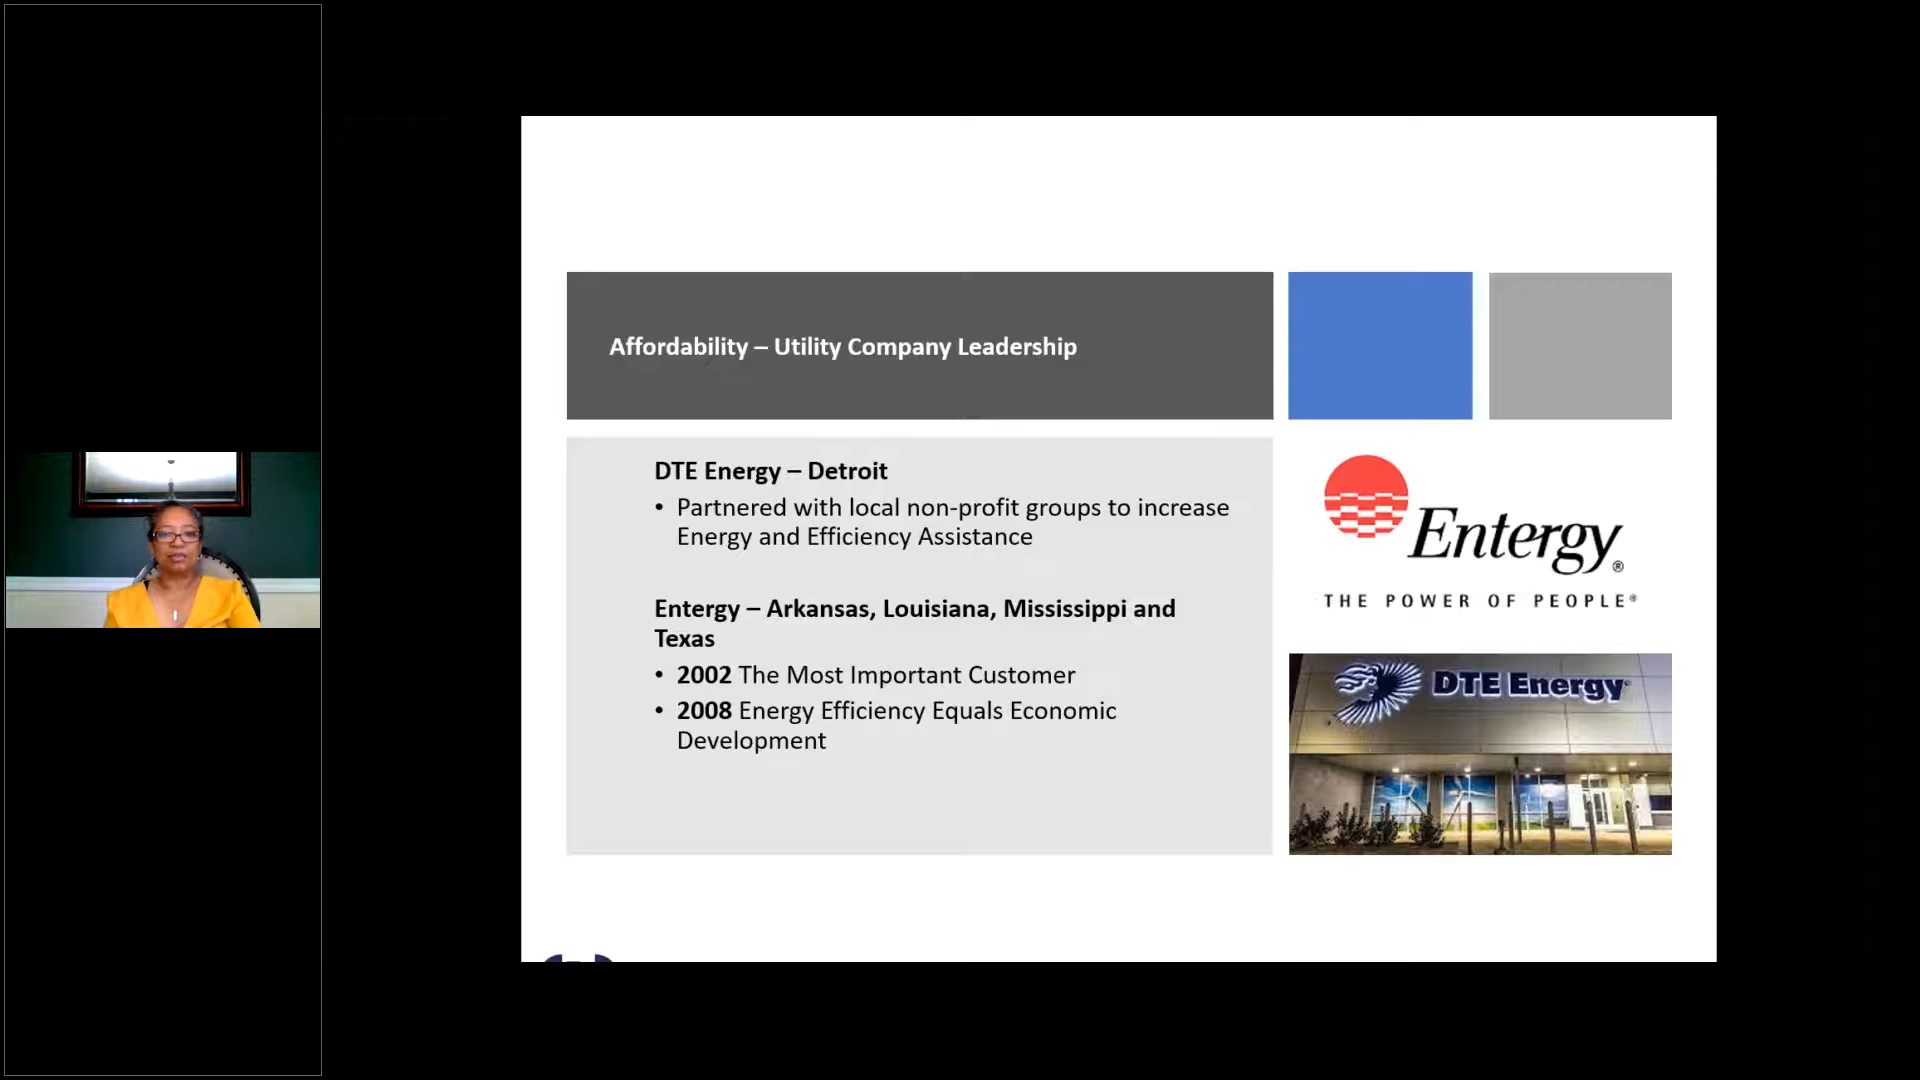 Affordability – Utility Company Leadership
DTE Energy – Detroit
• Partnered with local non-profit groups to increase
Energy and Efficiency Assistance
Entergy – Arkansas, Louisiana, Mississippi and
Texas
• 2002 The Most Important Customer
• 2008 Energy Efficiency Equals Economic
Development
Entergy®
THE POWER OF PEOPLE®
DTE Energy®